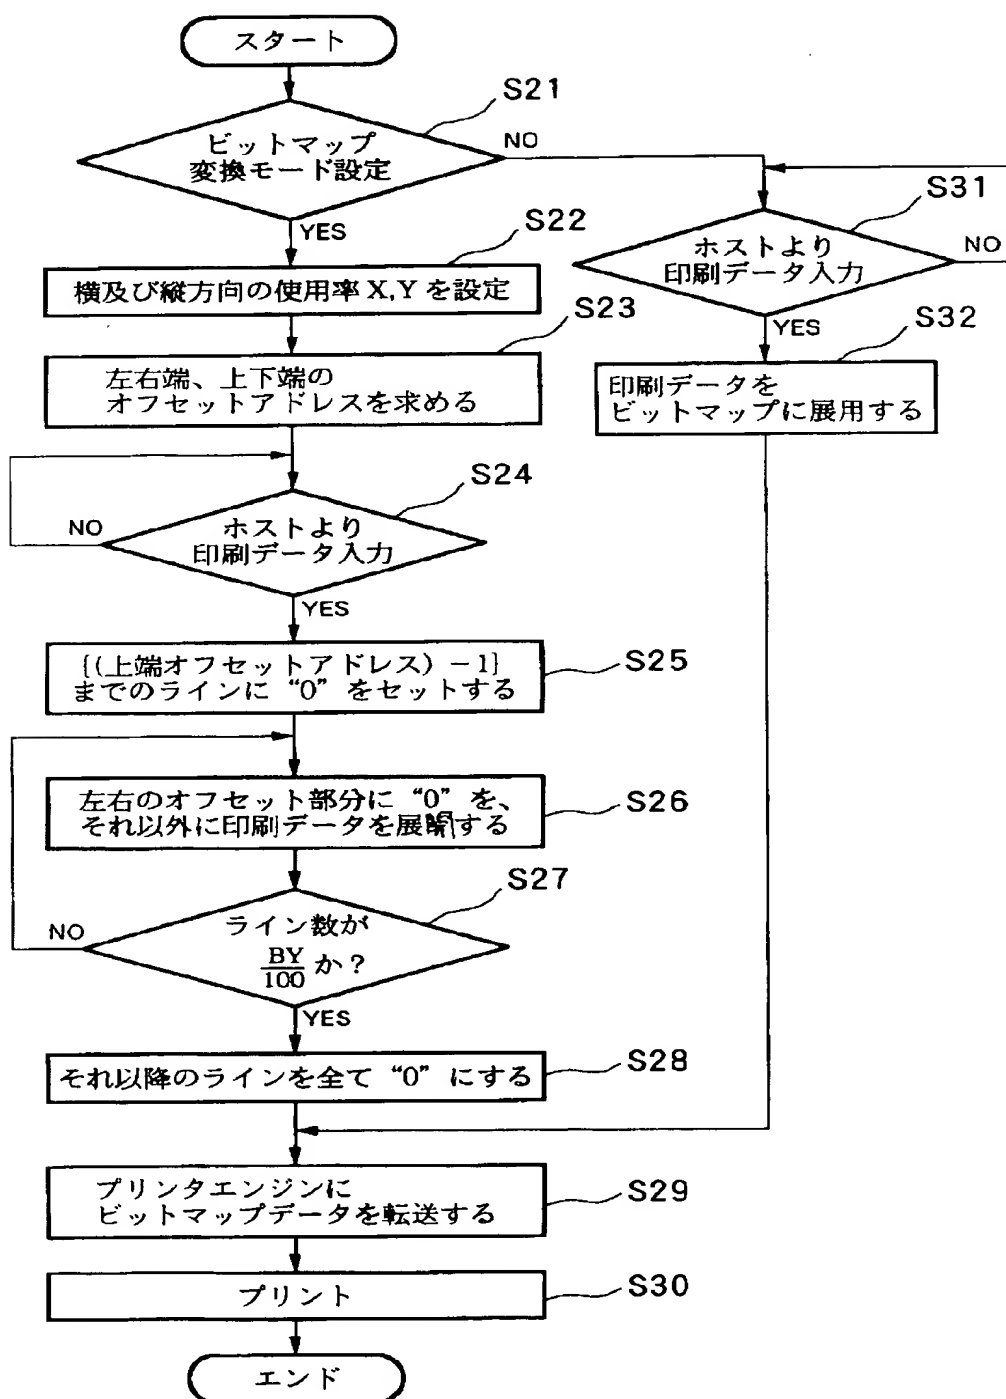 スタート
S21
ビットマップ
変換モード設定
NO
YES
S22
横及び縦方向の使用率X,Yを設定
S23
左右端、上下端の
オフセットアドレスを求める
S24
ホストより
印刷データ入力
NO
YES
S25
{(上端オフセットアドレス)−1}
までのラインに“0”をセットする
S26
左右のオフセット部分に“0”を、
それ以外に印刷データを展開する
S27
ライン数が
BY
100 か?
NO
YES
S28
それ以降のラインを全て“0”にする
S29
プリンタエンジンに
ビットマップデータを転送する
S30
プリント
エンド
S31
ホストより
印刷データ入力
NO
YES
S32
印刷データを
ビットマップに展用する